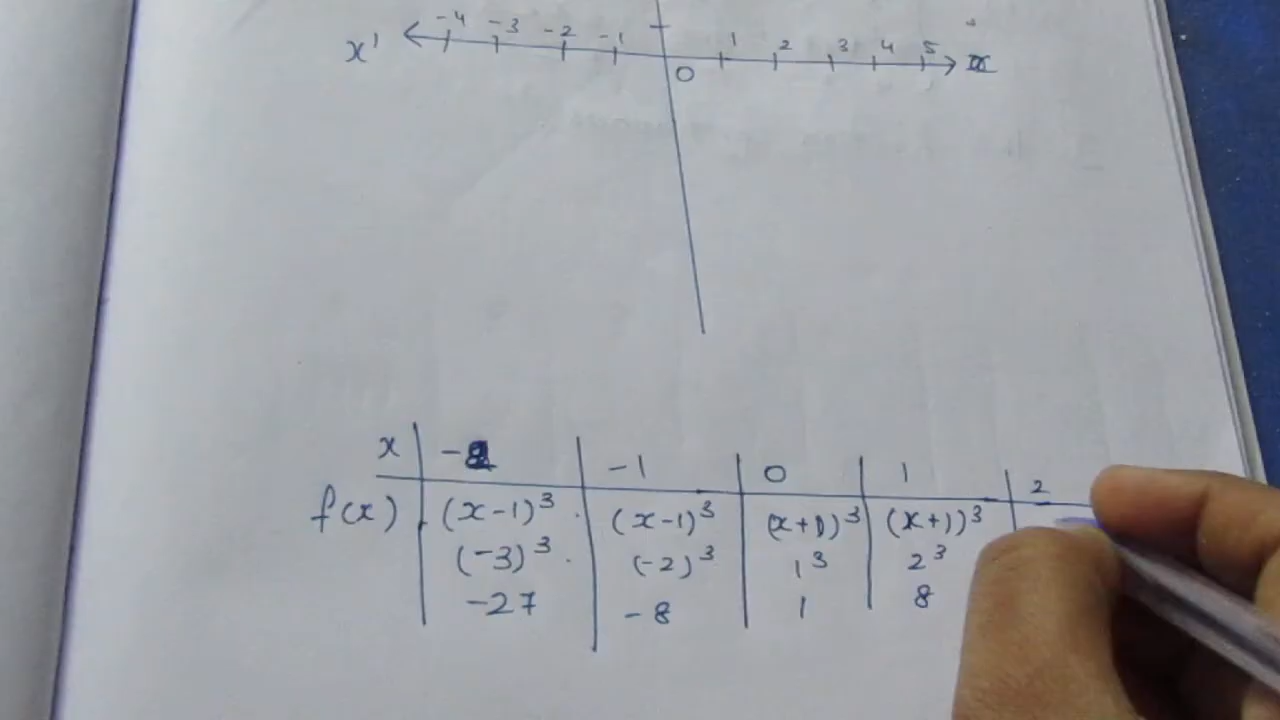 x' -4 -3 -2 -1 0 1 2 3 4 5 x
x -2 -1 0 1 2
f(x) (x-1)³ (x-1)³ (x+1)³ (x+1)³
(-3)³ (-2)³ 1³ 2³
-27 -8 1 8